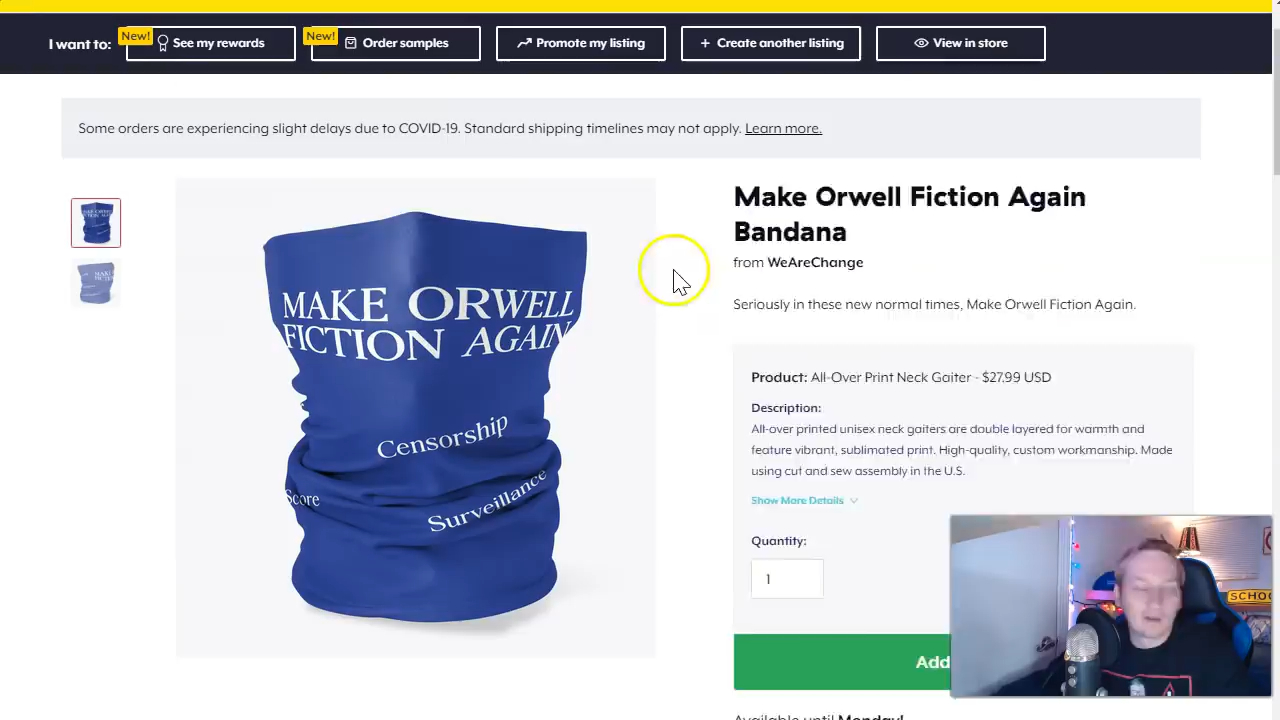 I want to:
New!
See my rewards
New!
Order samples
Promote my listing
+ Create another listing
View in store
Some orders are experiencing slight delays due to COVID-19. Standard shipping timelines may not apply. Learn more.
Make Orwell Fiction Again
Bandana
from WeAreChange
Seriously in these new normal times, Make Orwell Fiction Again.
MAKE ORWELL
FICTION AGAIN
Censorship
Score
Surveillance
MAKE ORWELL
FICTION AGAIN
Product: All-Over Print Neck Gaiter - $27.99 USD
Description:
All-over printed unisex neck gaiters are double layered for warmth and
feature vibrant, sublimated print. High-quality, custom workmanship. Made
using cut and sew assembly in the U.S.
Show More Details
Quantity:
1
Add
SCHO
Available until Monday!